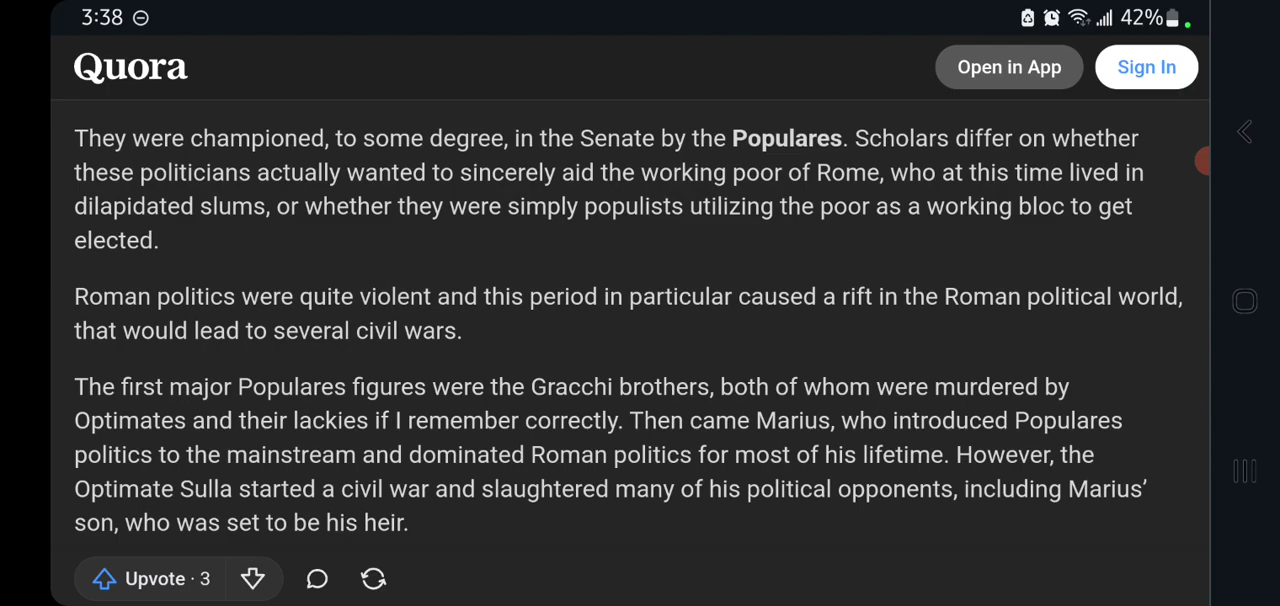 3:38
42%
Quora
Open in App
Sign In
They were championed, to some degree, in the Senate by the Populares. Scholars differ on whether
these politicians actually wanted to sincerely aid the working poor of Rome, who at this time lived in
dilapidated slums, or whether they were simply populists utilizing the poor as a working bloc to get
elected.
Roman politics were quite violent and this period in particular caused a rift in the Roman political world,
that would lead to several civil wars.
The first major Populares figures were the Gracchi brothers, both of whom were murdered by
Optimates and their lackies if I remember correctly. Then came Marius, who introduced Populares
politics to the mainstream and dominated Roman politics for most of his lifetime. However, the
Optimate Sulla started a civil war and slaughtered many of his political opponents, including Marius’
son, who was set to be his heir.
Upvote · 3